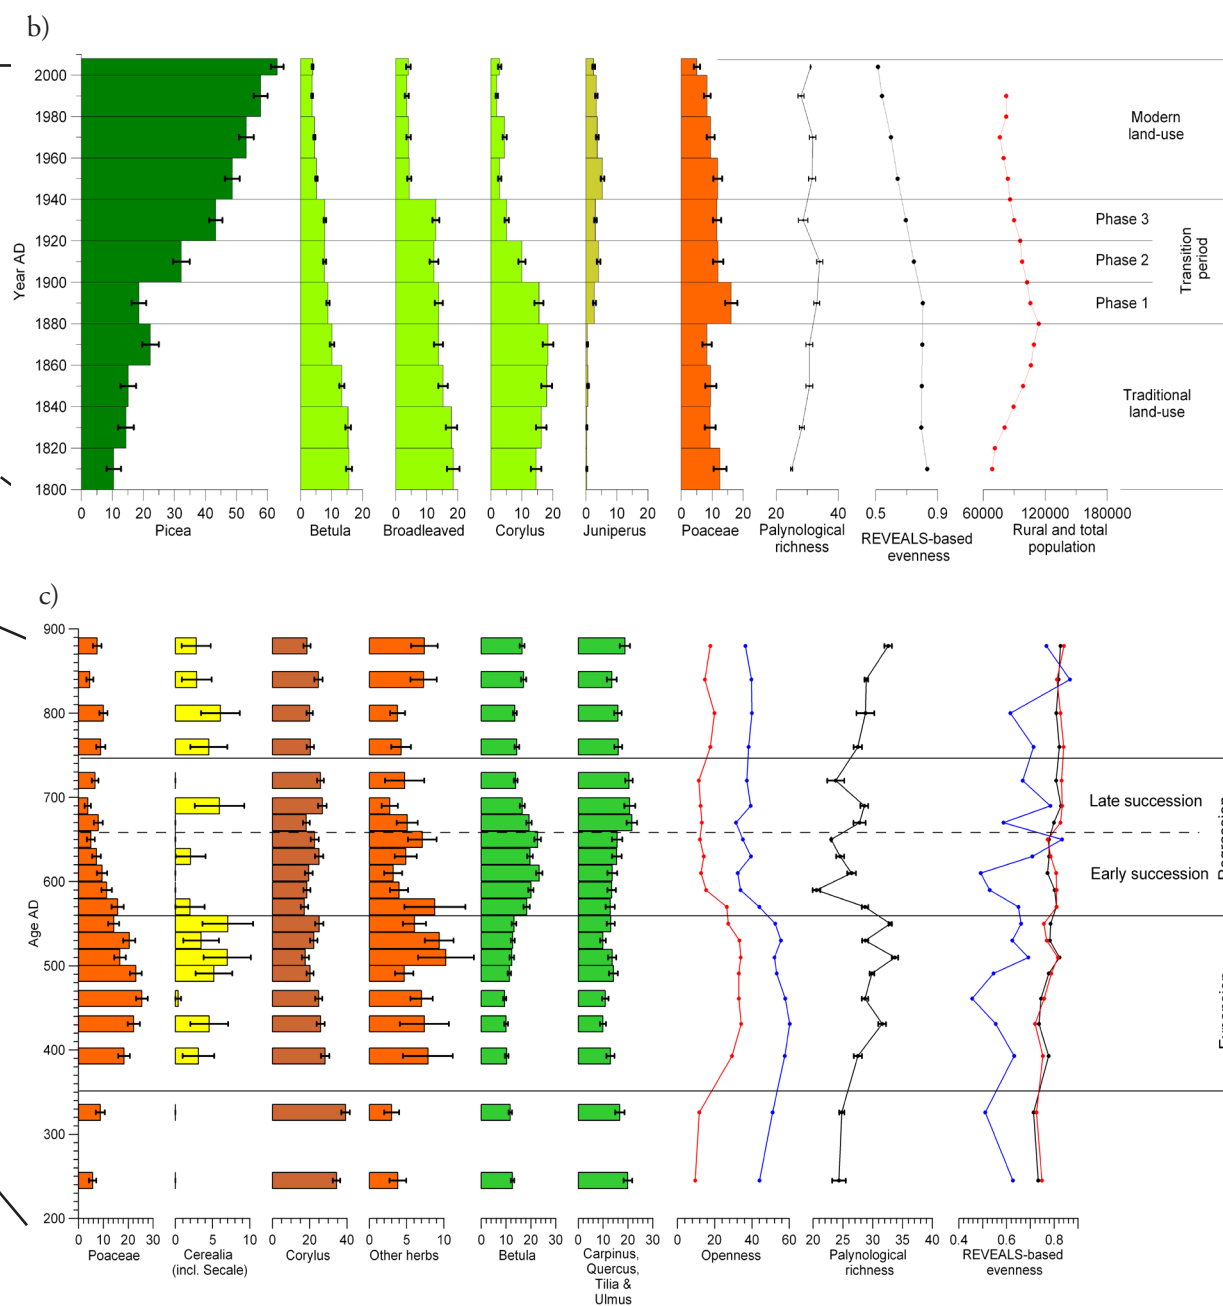 b)
2000
1980
1960
1940
1920
1900
1880
1860
1840
1820
1800
Year AD
Modern
land-use
Phase 3
Phase 2
Phase 1
Transition
period
Traditional
land-use
0 10 20 30 40 50 60
Picea
0 10 20
Betula
0 10 20
Broadleaved
0 10 20
Corylus
0 10 20
Juniperus
0 10 20
Poaceae
20 40
Palynological
richness
0.5 0.9
REVEALS-based
evenness
60000 120000 180000
Rural and total
population
c)
900
800
700
600
500
400
300
200
Age AD
Late succession
Early succession
0 10 20 30
Poaceae
0 5 10
Cerealia
(incl. Secale)
0 10 20 30 40
Corylus
0 5 10
Other herbs
0 10 20 30
Betula
0 10 20 30
Carpinus,
Quercus,
Tilia &
Ulmus
0 20 40 60
Openness
20 25 30 35 40
Palynological
richness
0.4 0.6 0.8
REVEALS-based
evenness